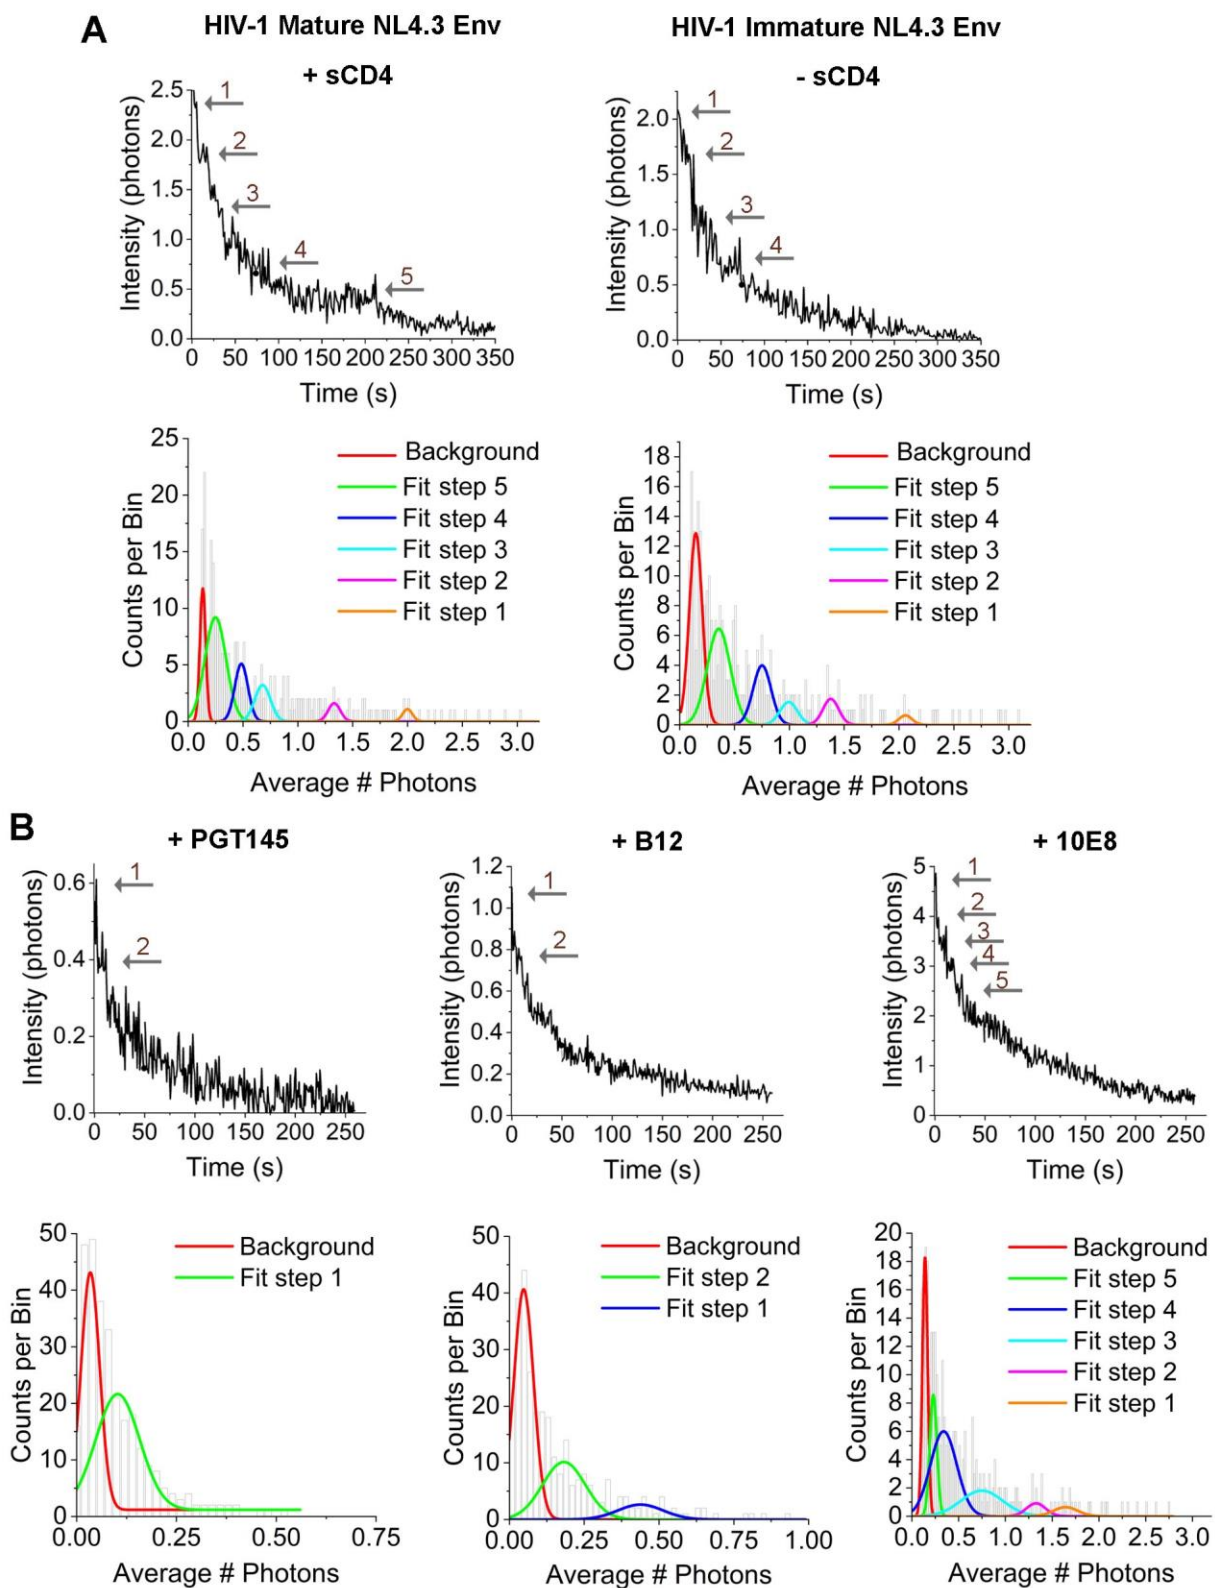 A
HIV-1 Mature NL4.3 Env
HIV-1 Immature NL4.3 Env
+ sCD4
- sCD4
2.5
2.0
1.5
1.0
0.5
0.0
Intensity (photons)
1
2
3
4
5
0 50 100 150 200 250 300 350
Time (s)
2.0
1.5
1.0
0.5
0.0
Intensity (photons)
1
2
3
4
0 50 100 150 200 250 300 350
Time (s)
25
20
15
10
5
0
Counts per Bin
Background
Fit step 5
Fit step 4
Fit step 3
Fit step 2
Fit step 1
0.0 0.5 1.0 1.5 2.0 2.5 3.0
Average # Photons
18
16
14
12
10
8
6
4
2
0
Counts per Bin
Background
Fit step 5
Fit step 4
Fit step 3
Fit step 2
Fit step 1
0.0 0.5 1.0 1.5 2.0 2.5 3.0
Average # Photons
B
+ PGT145
+ B12
+ 10E8
0.6
0.4
0.2
0.0
Intensity (photons)
1
2
0 50 100 150 200 250
Time (s)
1.2
1.0
0.8
0.6
0.4
0.2
0.0
Intensity (photons)
1
2
0 50 100 150 200 250
Time (s)
5
4
3
2
1
0
Intensity (photons)
1
2
3
4
5
0 50 100 150 200 250
Time (s)
50
40
30
20
10
0
Counts per Bin
Background
Fit step 1
0.00 0.25 0.50 0.75
Average # Photons
50
40
30
20
10
0
Counts per Bin
Background
Fit step 2
Fit step 1
0.00 0.25 0.50 0.75 1.00
Average # Photons
20
18
16
14
12
10
8
6
4
2
0
Counts per Bin
Background
Fit step 5
Fit step 4
Fit step 3
Fit step 2
Fit step 1
0.0 0.5 1.0 1.5 2.0 2.5 3.0
Average # Photons